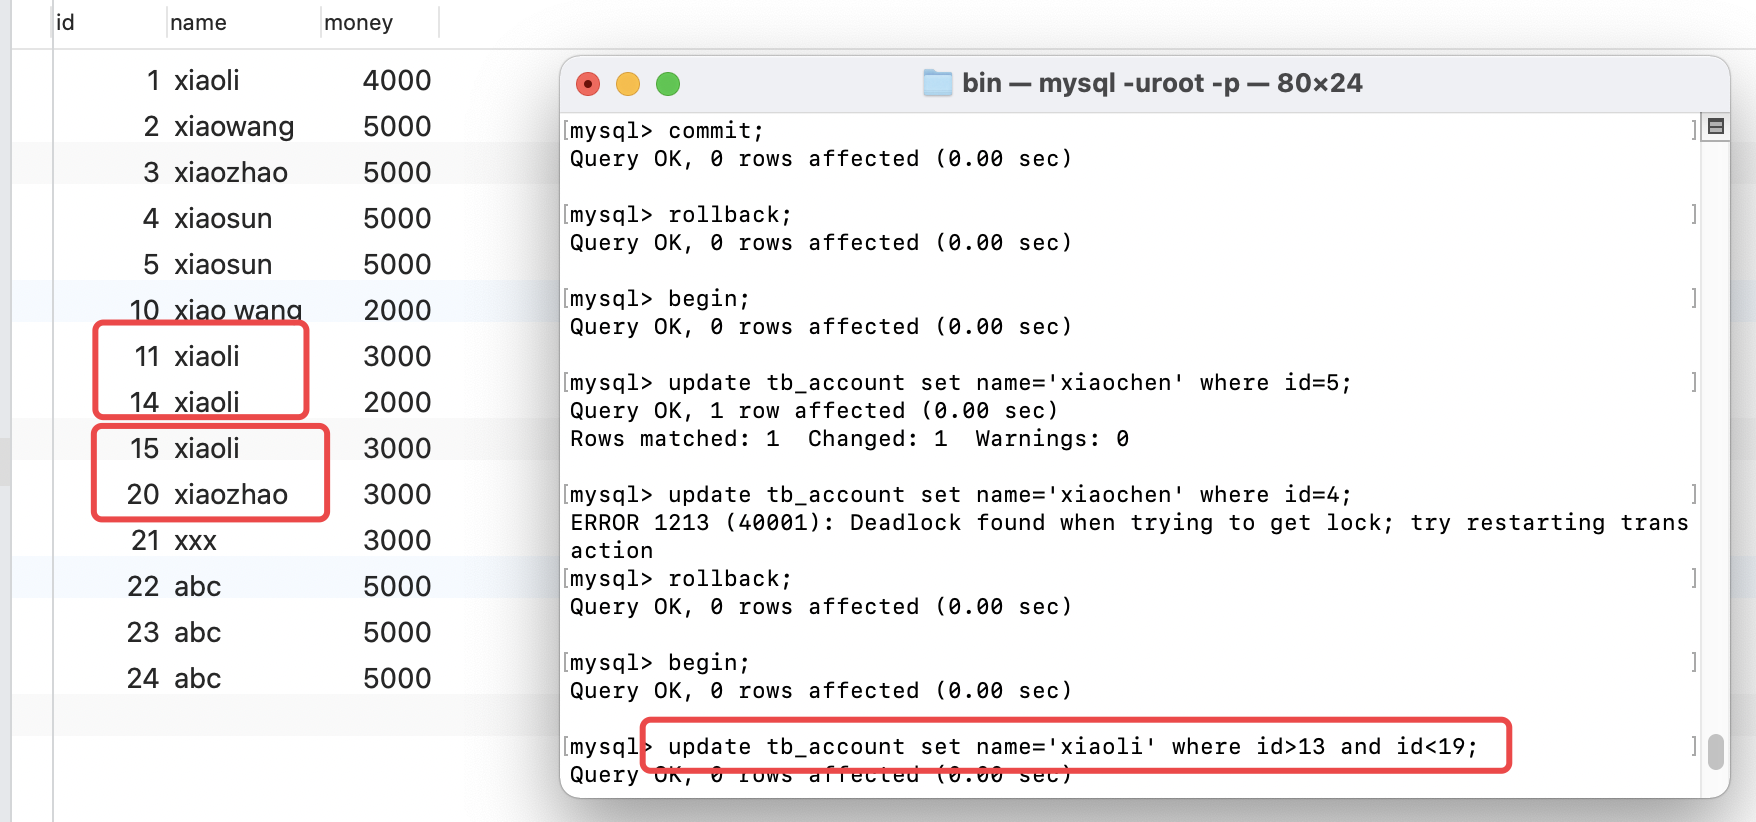 id name money
1 xiaoli 4000
2 xiaowang 5000
3 xiaozhao 5000
4 xiaosun 5000
5 xiaosun 5000
10 xiao wang 2000
11 xiaoli 3000
14 xiaoli 2000
15 xiaoli 3000
20 xiaozhao 3000
21 xxx 3000
22 abc 5000
23 abc 5000
24 abc 5000
bin — mysql -uroot -p — 80×24
[mysql> commit; ]
Query OK, 0 rows affected (0.00 sec)
[mysql> rollback; ]
Query OK, 0 rows affected (0.00 sec)
[mysql> begin; ]
Query OK, 0 rows affected (0.00 sec)
[mysql> update tb_account set name='xiaochen' where id=5; ]
Query OK, 1 row affected (0.00 sec)
Rows matched: 1  Changed: 1  Warnings: 0
[mysql> update tb_account set name='xiaochen' where id=4; ]
ERROR 1213 (40001): Deadlock found when trying to get lock; try restarting trans
action
[mysql> rollback; ]
Query OK, 0 rows affected (0.00 sec)
[mysql> begin; ]
Query OK, 0 rows affected (0.00 sec)
[mysql> update tb_account set name='xiaoli' where id>13 and id<19; ]
Query OK, 0 rows affected (0.00 sec)